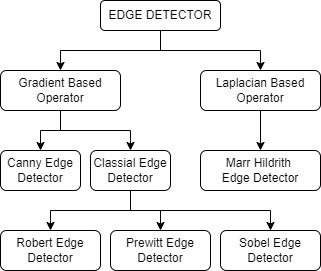 EDGE DETECTOR
Gradient Based
Operator
Laplacian Based
Operator
Canny Edge
Detector
Classial Edge
Detector
Marr Hildrith
Edge Detector
Robert Edge
Detector
Prewitt Edge
Detector
Sobel Edge
Detector